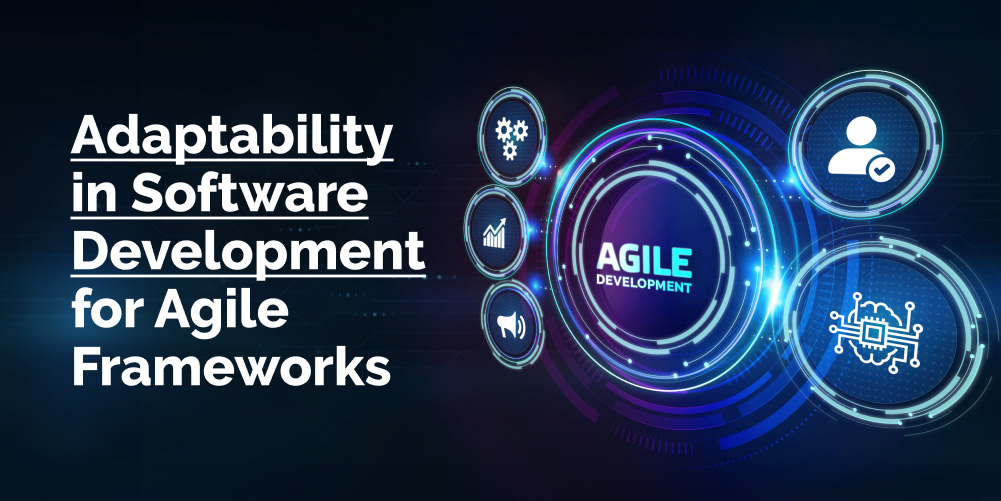 Adaptability
in Software
Development
for Agile
Frameworks
AGILE
DEVELOPMENT